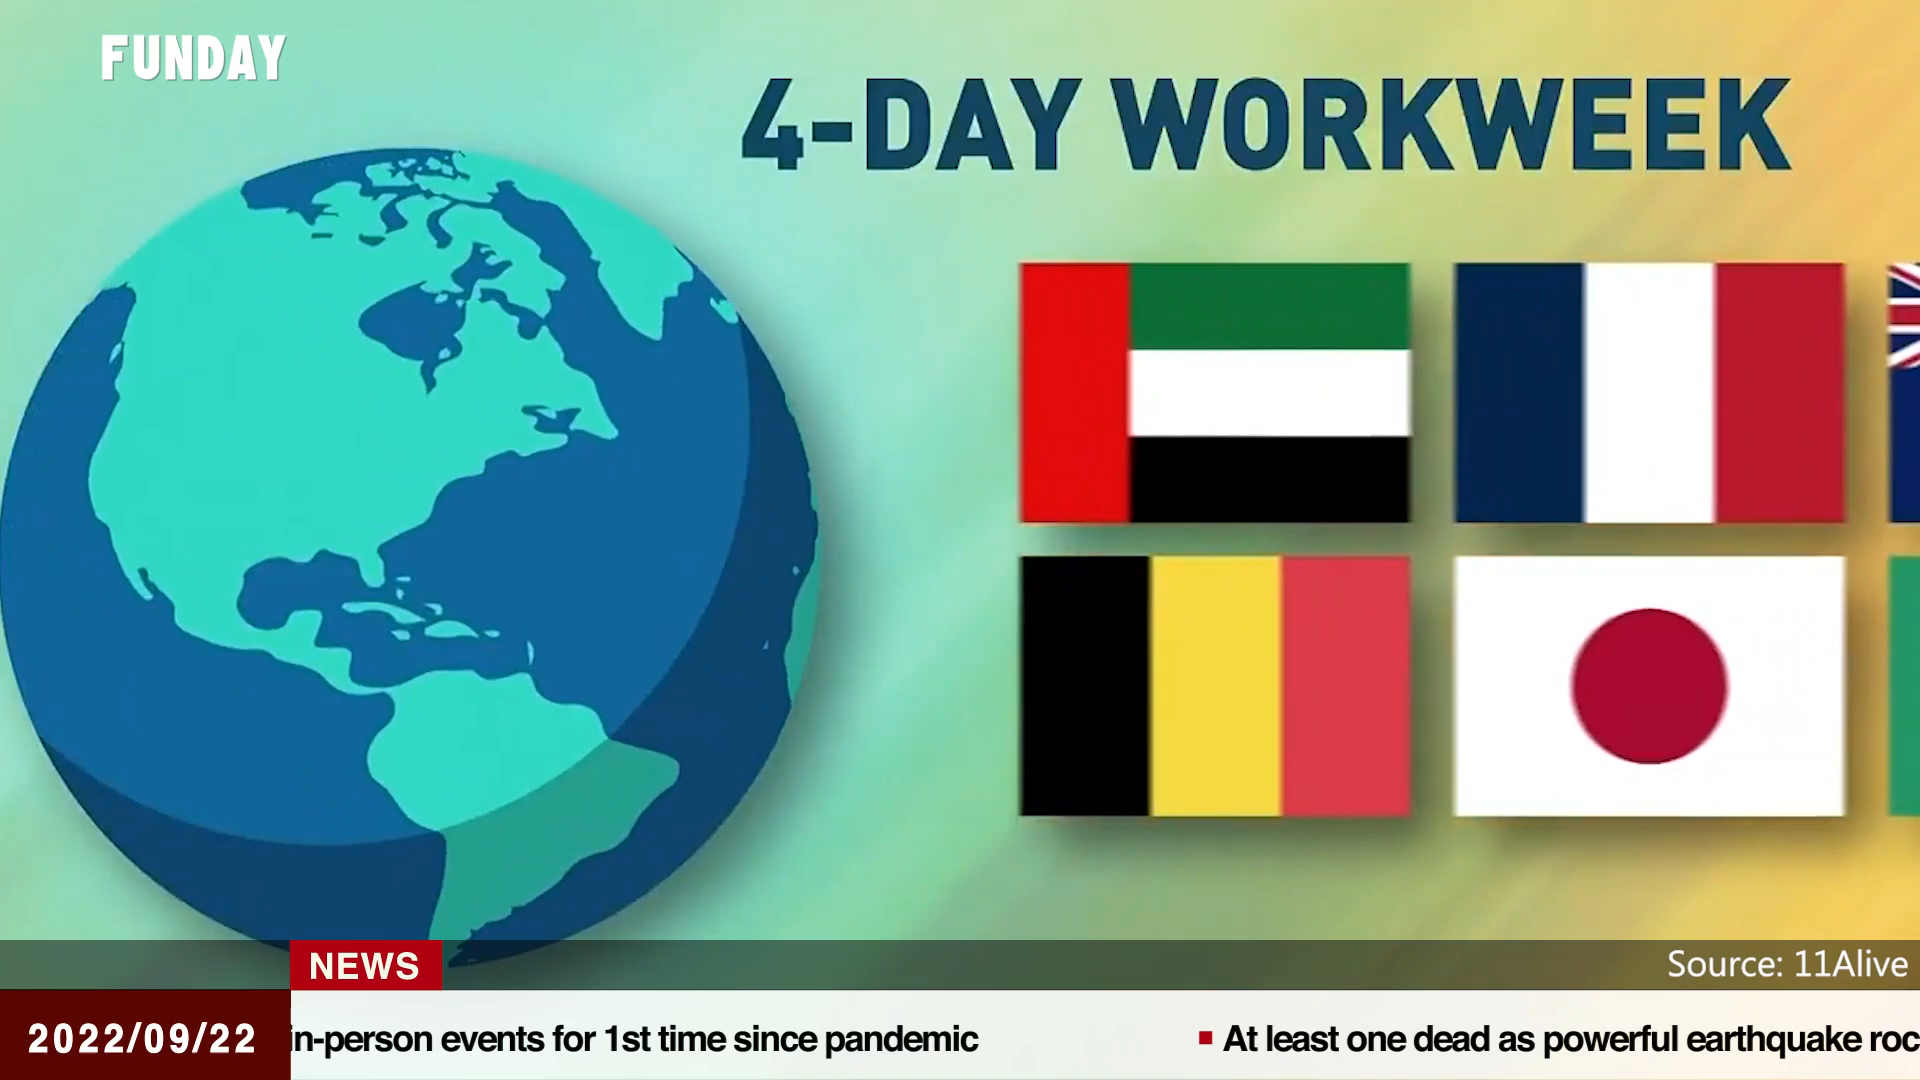 FUNDAY
4-DAY WORKWEEK
NEWS
Source: 11Alive
2022/09/22
in-person events for 1st time since pandemic
At least one dead as powerful earthquake roc